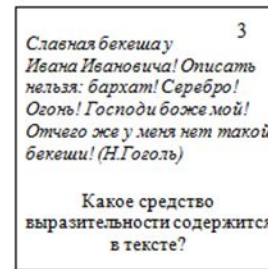 3
Славная бекеша у
Ивана Ивановича! Описать
нельзя: бархат! Серебро!
Огонь! Господи боже мой!
Отчего же у меня нет такой
бекеши! (Н.Гоголь)
Какое средство
выразительности содержится
в тексте?